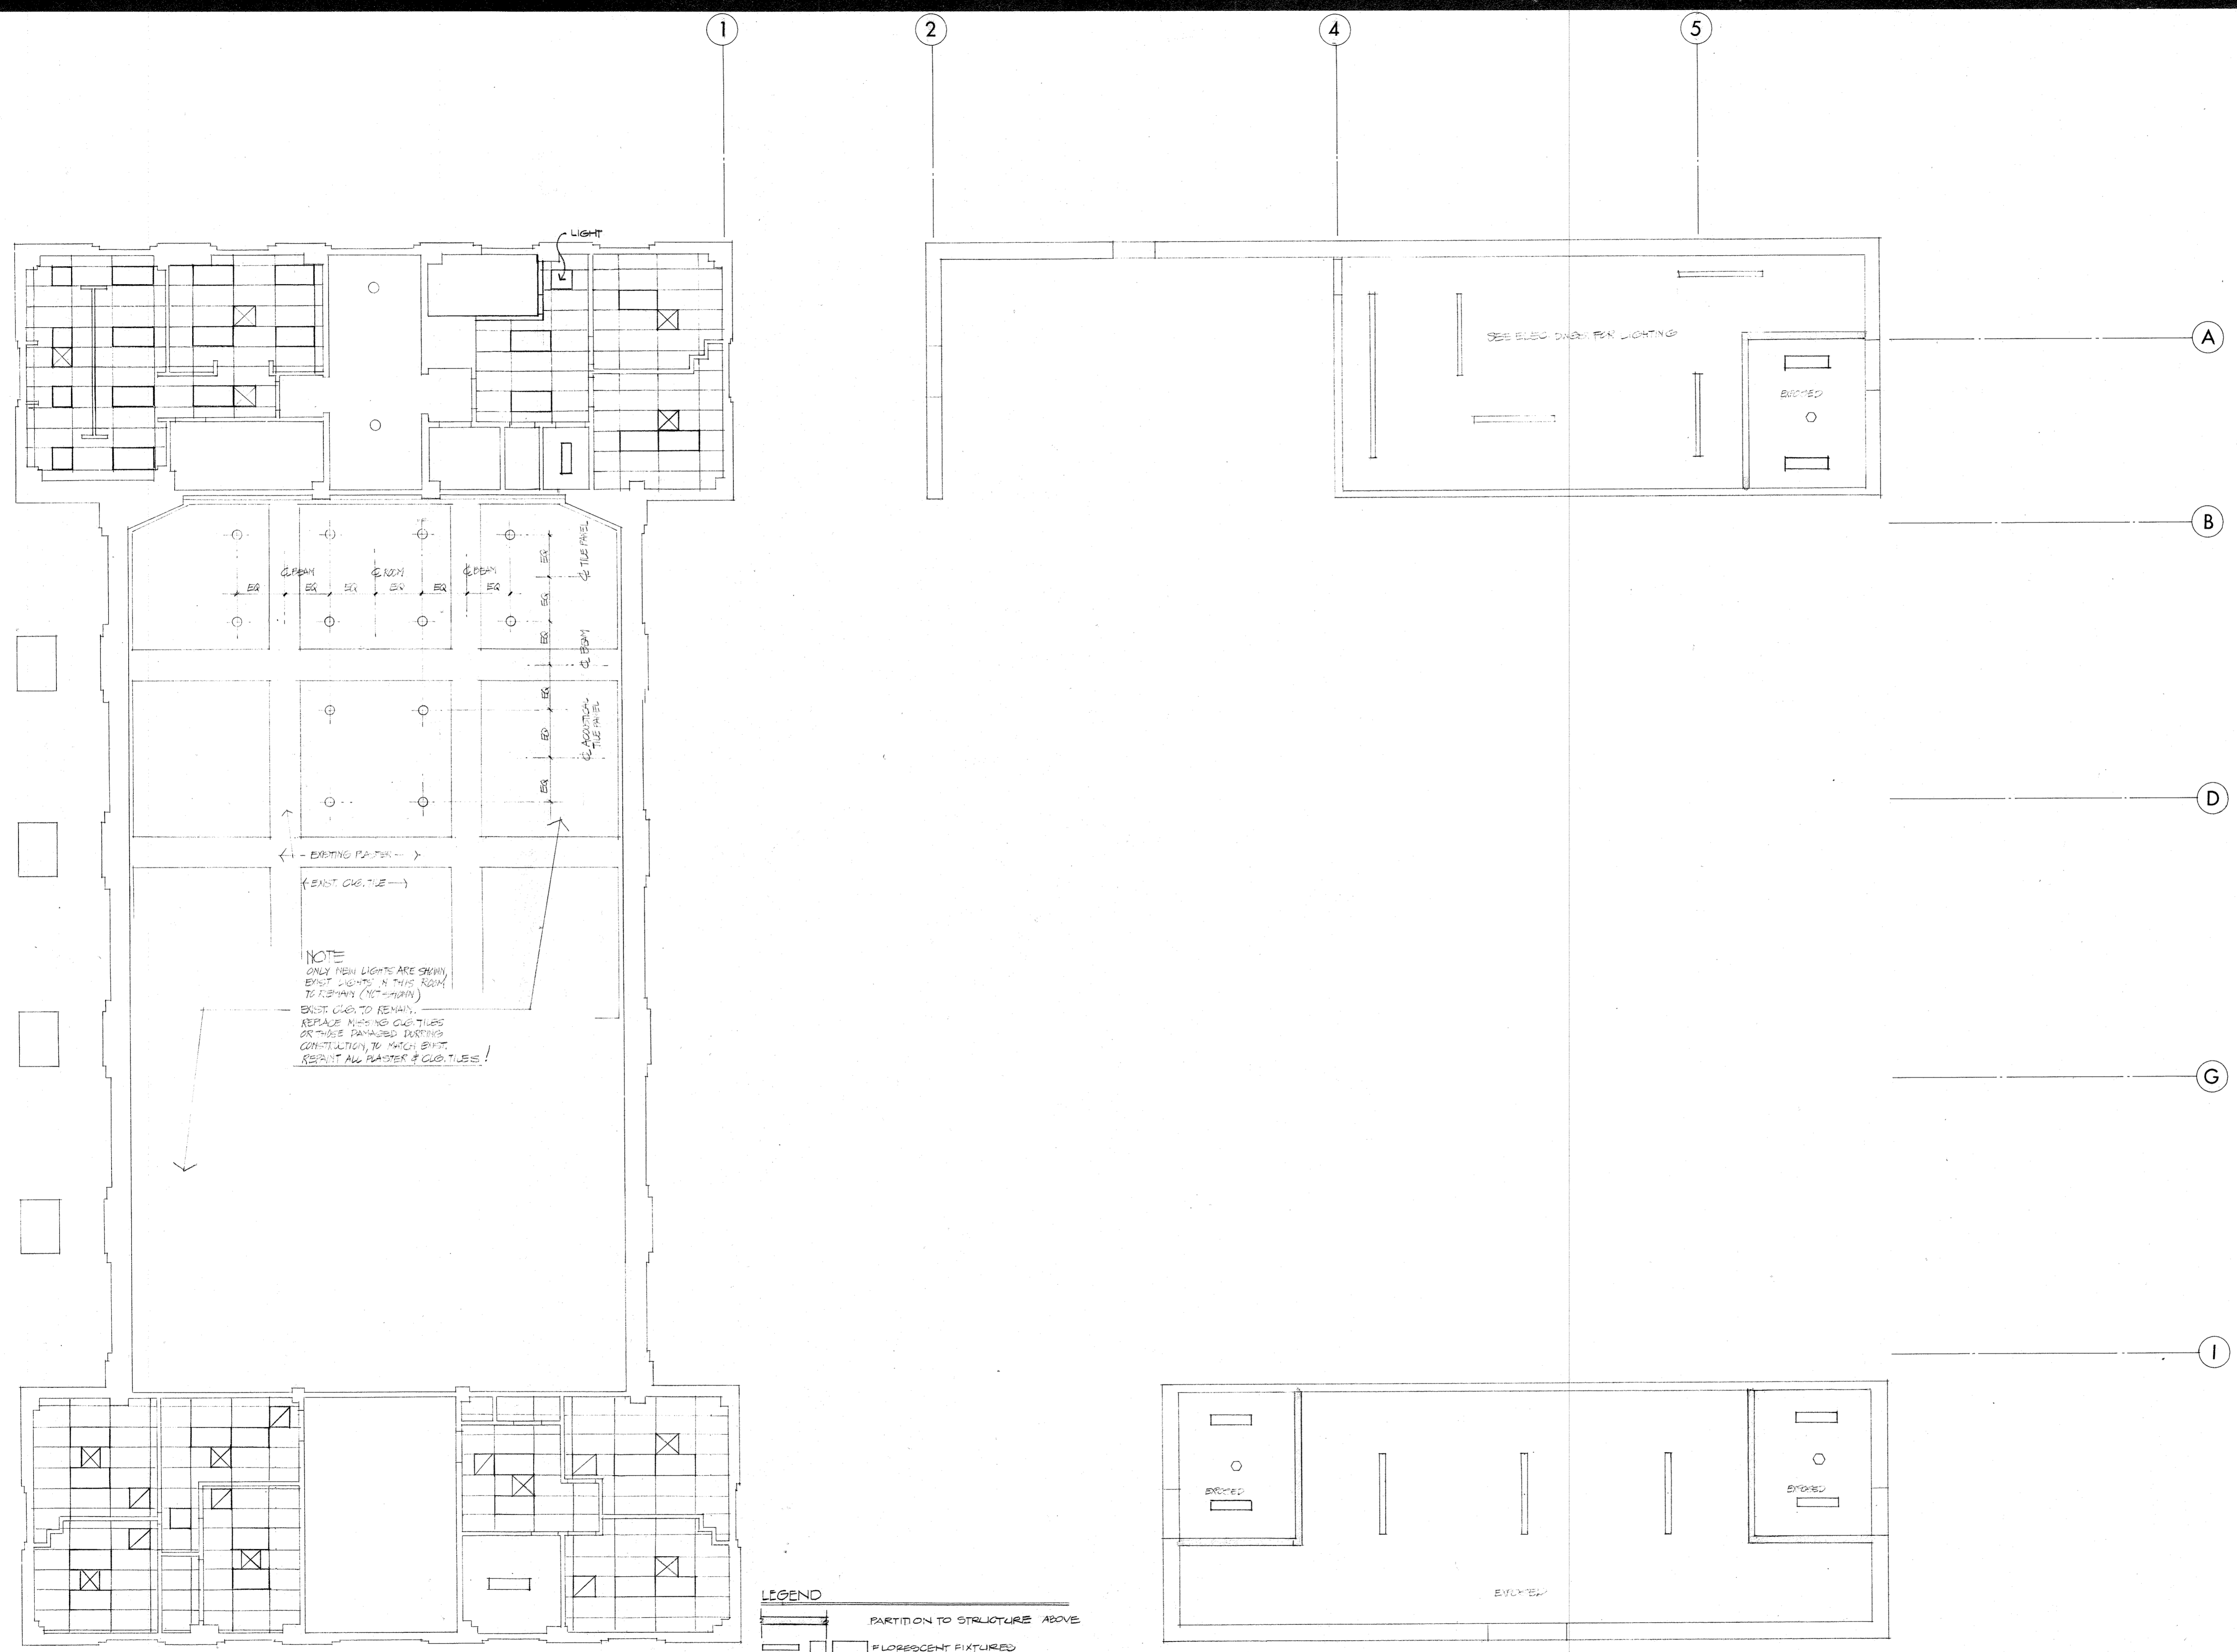 1
2
4
5
LIGHT
A
SEE ELEC DWGS. FOR LIGHTING
EXPOSED
B
℄ BEAM
℄ ROOM
℄ BEAM
EQ
EQ
EQ
EQ
EQ
EQ
EQ
℄ TILE PANEL
EQ
EQ
℄ BEAM
EQ
℄ ACOUSTICAL
TILE PANEL
EQ
EQ
D
EXISTING PLASTER
EXIST. CLG. TILE
NOTE
ONLY NEW LIGHTS ARE SHOWN,
EXIST LIGHTS IN THIS ROOM
TO REMAIN (NOT SHOWN)
EXIST. CLG. TO REMAIN.
REPLACE MISSING CLG. TILES
OR THOSE DAMAGED DURRING
CONSTRUCTION, TO MATCH EXIST.
REPAINT ALL PLASTER & CLG. TILES!
G
I
EXPOSED
EXPOSED
EXPOSED
LEGEND
PARTITION TO STRUCTURE ABOVE
FLORESCENT FIXTURES